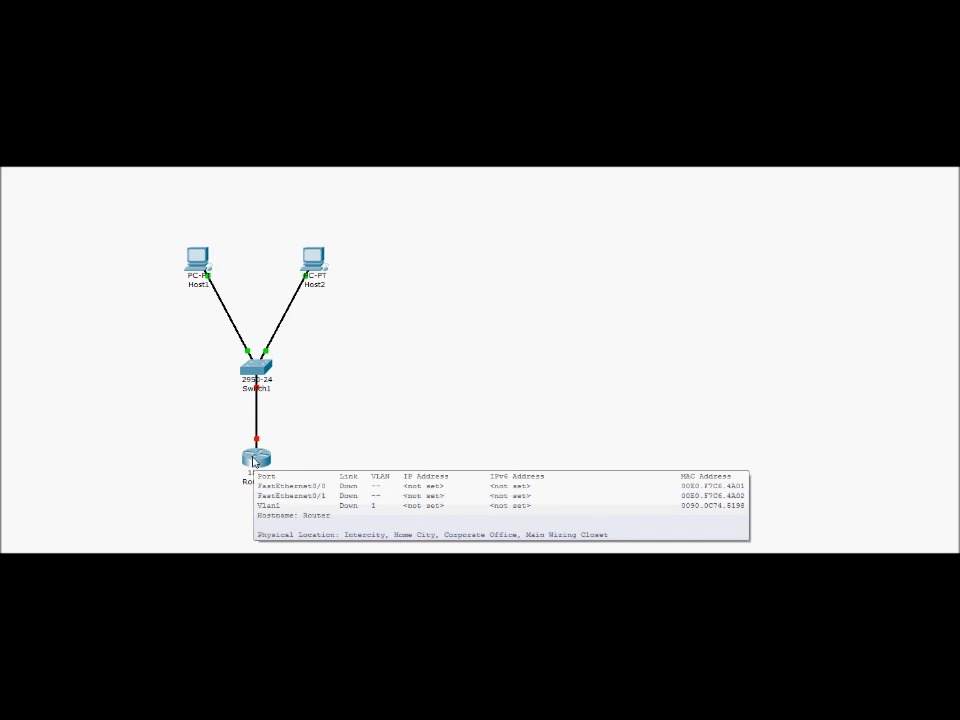 PC-PT
Host1
PC-PT
Host2
2950-24
Switch1
Port Link VLAN IP Address IPv6 Address MAC Address
FastEthernet0/0 Down -- <not set> <not set> 00E0.F7C6.4A01
FastEthernet0/1 Down -- <not set> <not set> 00E0.F7C6.4A02
Vlan1 Down 1 <not set> <not set> 0090.0C74.5198
Hostname: Router
Physical Location: Intercity, Home City, Corporate Office, Main Wiring Closet